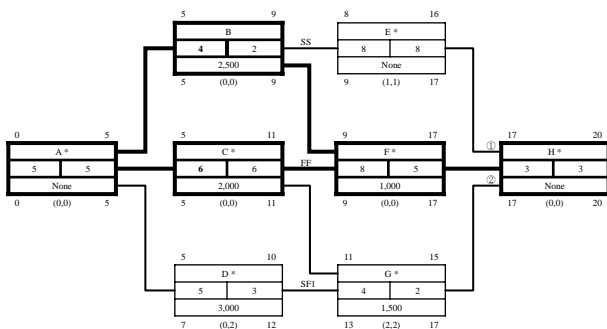 5 9
B
4 2
2,500
5 (0,0) 9
SS
8 16
E *
8 8
None
9 (1,1) 17
0 5
A *
5 5
None
0 (0,0) 5
5 11
C *
6 6
2,000
5 (0,0) 11
FF
9 17
F *
8 5
1,000
9 (0,0) 17
①
②
17 20
H *
3 3
None
17 (0,0) 20
5 10
D *
5 3
3,000
7 (0,2) 12
SF1
11 15
G *
4 2
1,500
13 (2,2) 17